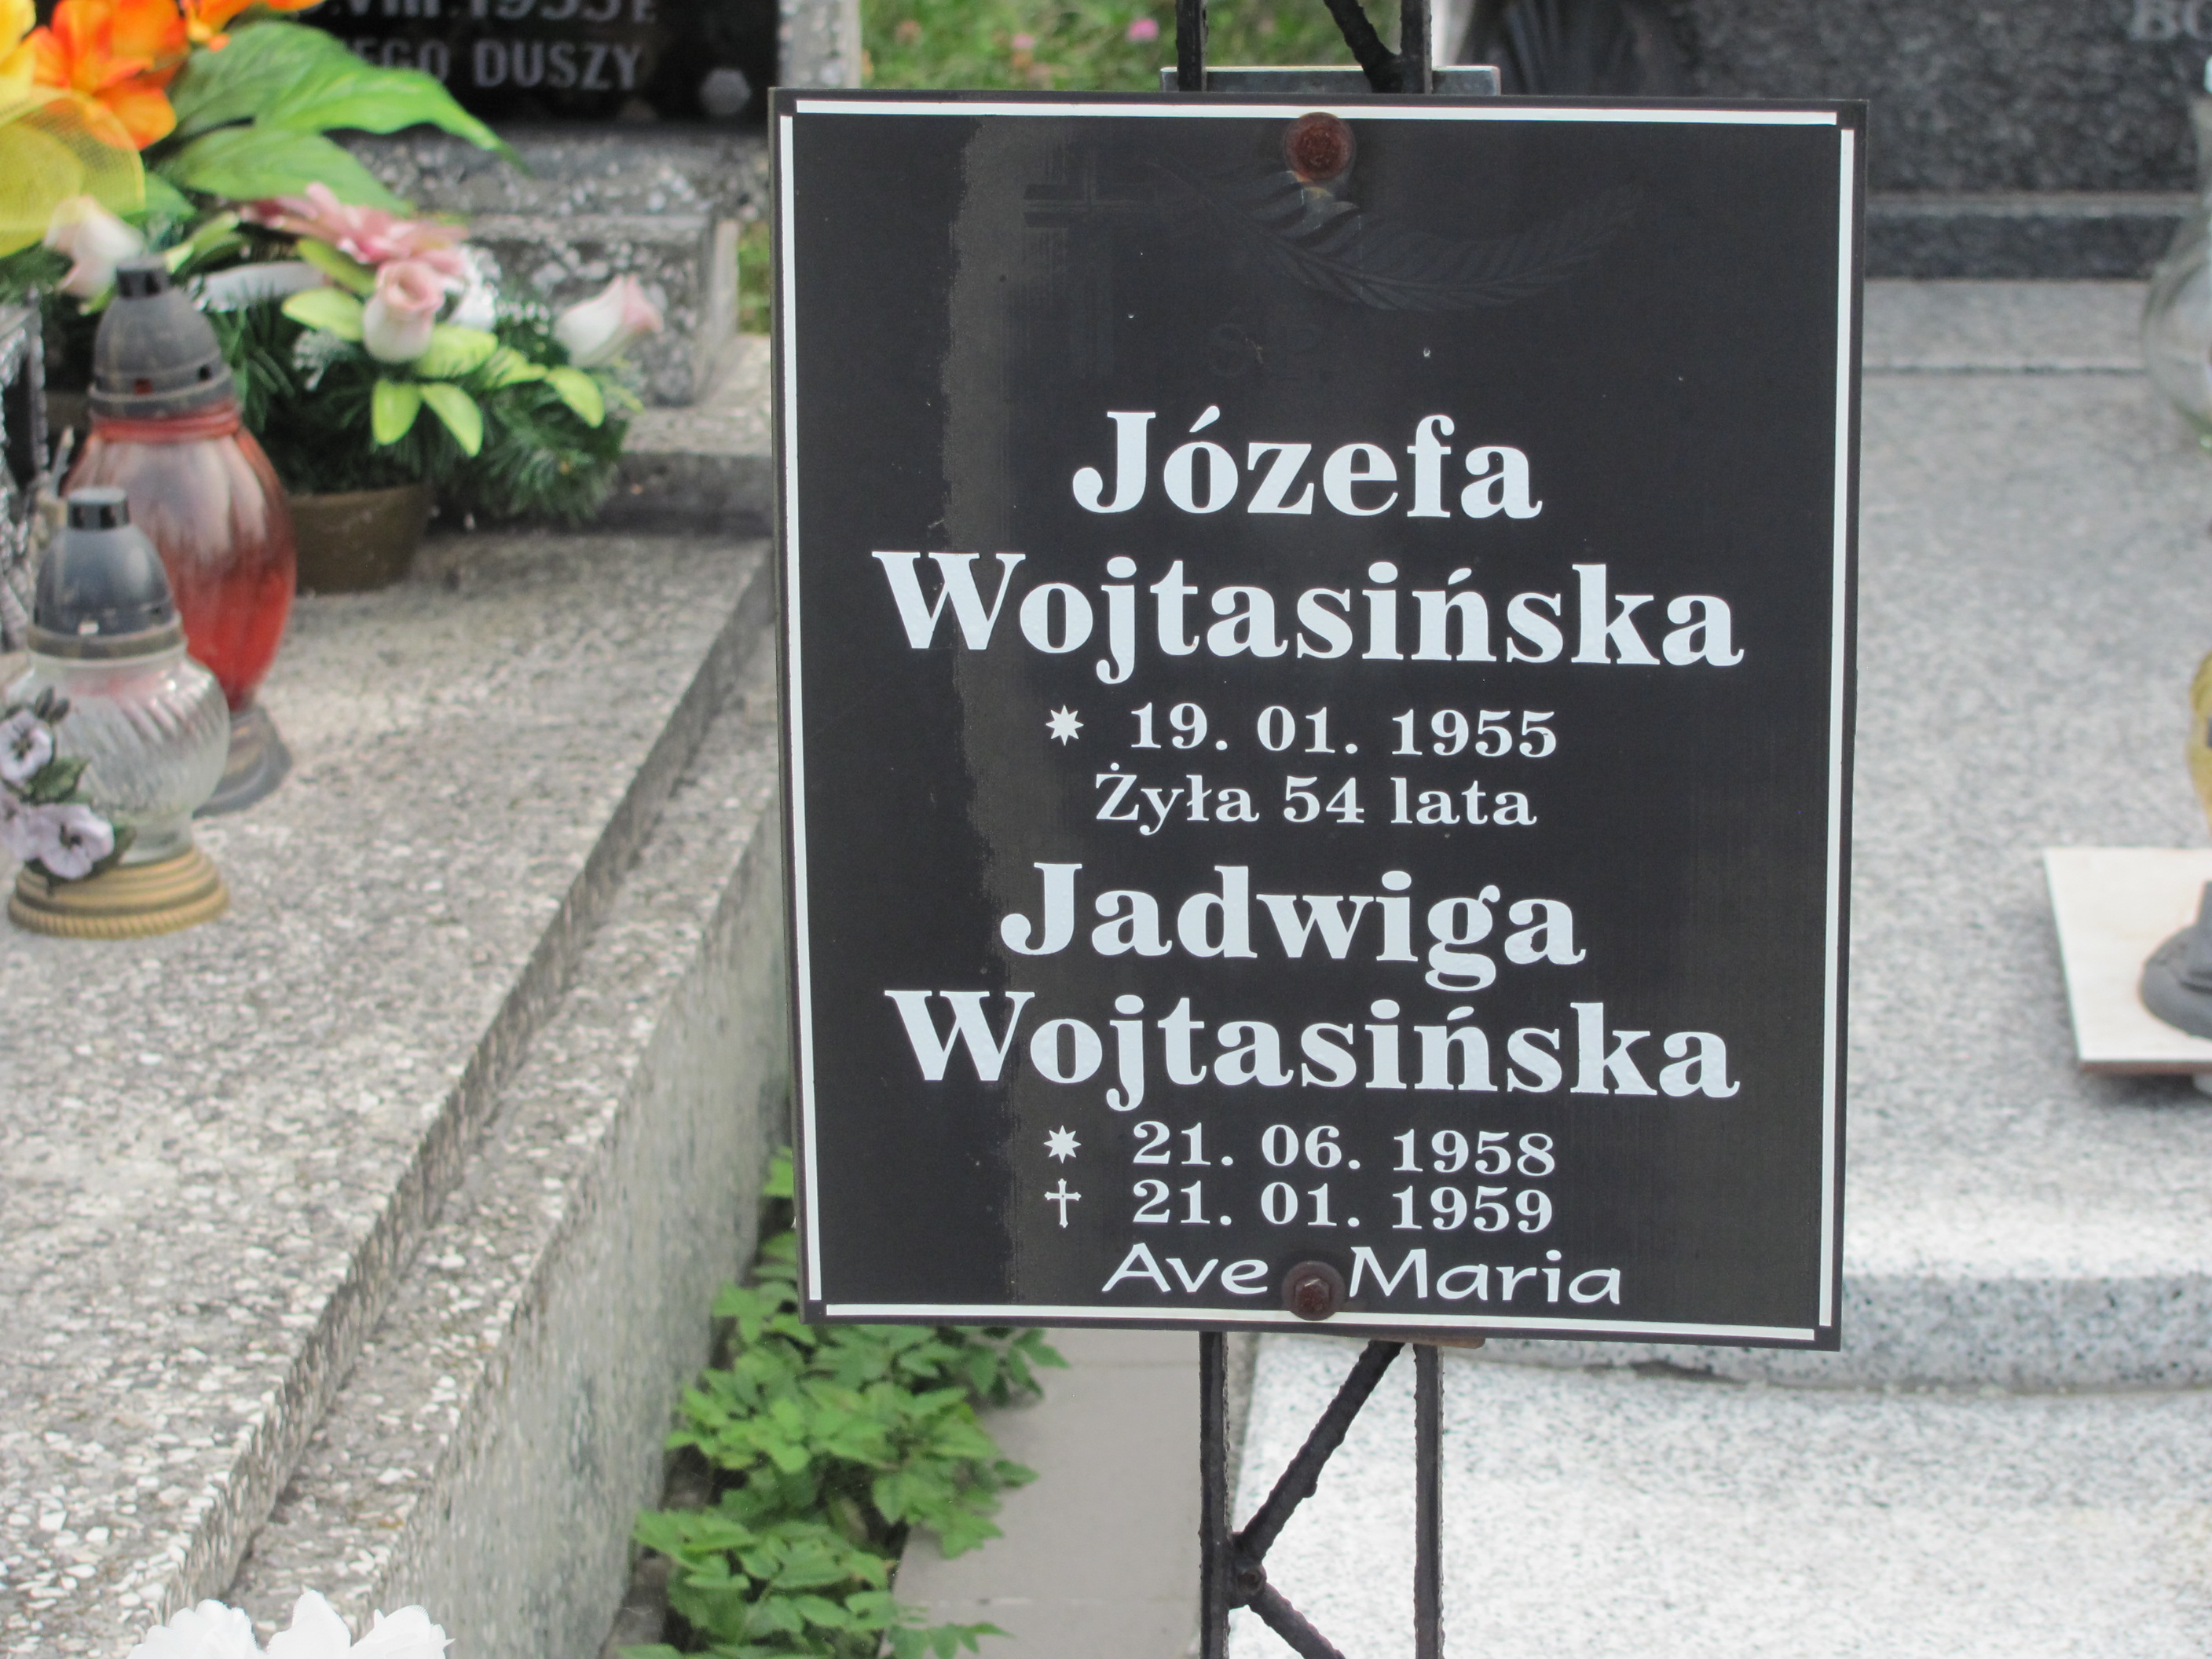 EGO DUSZY
Józefa
Wojtasińska
* 19. 01. 1955
Żyła 54 lata
Jadwiga
Wojtasińska
* 21. 06. 1958
† 21. 01. 1959
Ave Maria